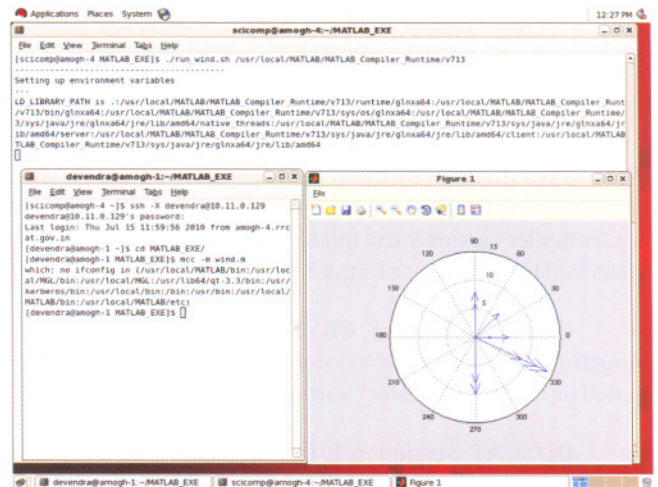 Applications Places System 12:27 PM
scicomp@amogh-4:~/MATLAB_EXE
File Edit View Terminal Tabs Help
[scicomp@amogh-4 MATLAB_EXE]$ ./run_wind.sh /usr/local/MATLAB/MATLAB_Compiler_Runtime/v713
------------------------------------------
Setting up environment variables
---
LD_LIBRARY_PATH is .:/usr/local/MATLAB/MATLAB_Compiler_Runtime/v713/runtime/glnxa64:/usr/local/MATLAB/MATLAB_Compiler_Runt
/v713/bin/glnxa64:/usr/local/MATLAB/MATLAB_Compiler_Runtime/v713/sys/os/glnxa64:/usr/local/MATLAB/MATLAB_Compiler_Runtime/
3/sys/java/jre/glnxa64/jre/lib/amd64/native_threads:/usr/local/MATLAB/MATLAB_Compiler_Runtime/v713/sys/java/jre/glnxa64/jr
ib/amd64/server:/usr/local/MATLAB/MATLAB_Compiler_Runtime/v713/sys/java/jre/glnxa64/jre/lib/amd64/client:/usr/local/MATLAB
TLAB_Compiler_Runtime/v713/sys/java/jre/glnxa64/jre/lib/amd64
devendra@amogh-1:~/MATLAB_EXE
File Edit View Terminal Tabs Help
[scicomp@amogh-4 ~]$ ssh -X devendra@10.11.0.129
devendra@10.11.0.129's password:
Last login: Thu Jul 15 11:59:56 2010 from amogh-4.rrc
at.gov.in
[devendra@amogh-1 ~]$ cd MATLAB_EXE/
[devendra@amogh-1 MATLAB_EXE]$ mcc -m wind.m
which: no ifconfig in (/usr/local/MATLAB/bin:/usr/loc
al/MGL/bin:/usr/local/MGL:/usr/lib64/qt-3.3/bin:/usr/
kerberos/bin:/usr/local/bin:/bin:/usr/bin:/usr/local/
MATLAB/bin:/usr/local/MATLAB/etc)
[devendra@amogh-1 MATLAB_EXE]$
Figure 1
File
90
15
120
60
10
150
30
5
180
0
210
330
240
300
270
devendra@amogh-1:~/MATLAB_EXE scicomp@amogh-4:~/MATLAB_EXE Figure 1